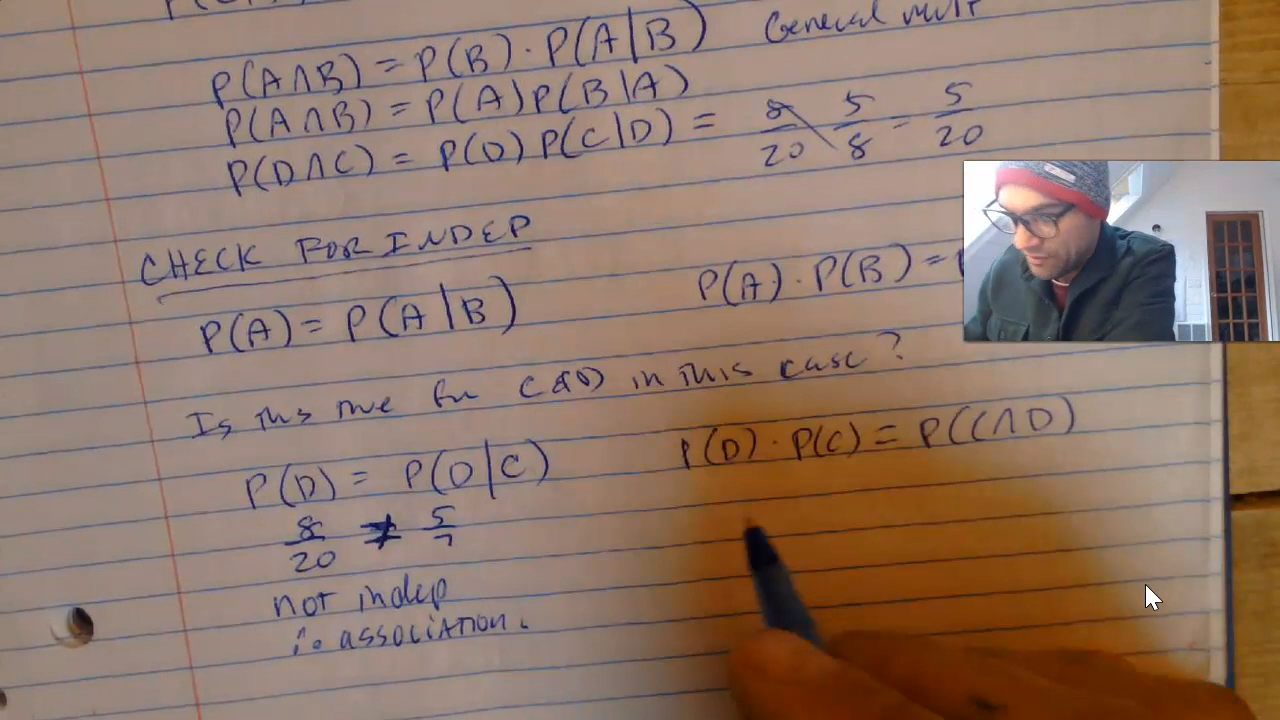 P(A∩B) = P(B) · P(A|B) General mult
P(A∩B) = P(A)P(B|A)
P(D∩C) = P(D) P(C|D) = 8/20 5/8 = 5/20
CHECK FOR INDEP
P(A) = P(A|B)
P(A) · P(B) =
Is this true for C & D in this case?
P(D) = P(D|C)
P(D) · P(C) = P(C∩D)
8/20 ≠ 5/7
not indep
∴ association.